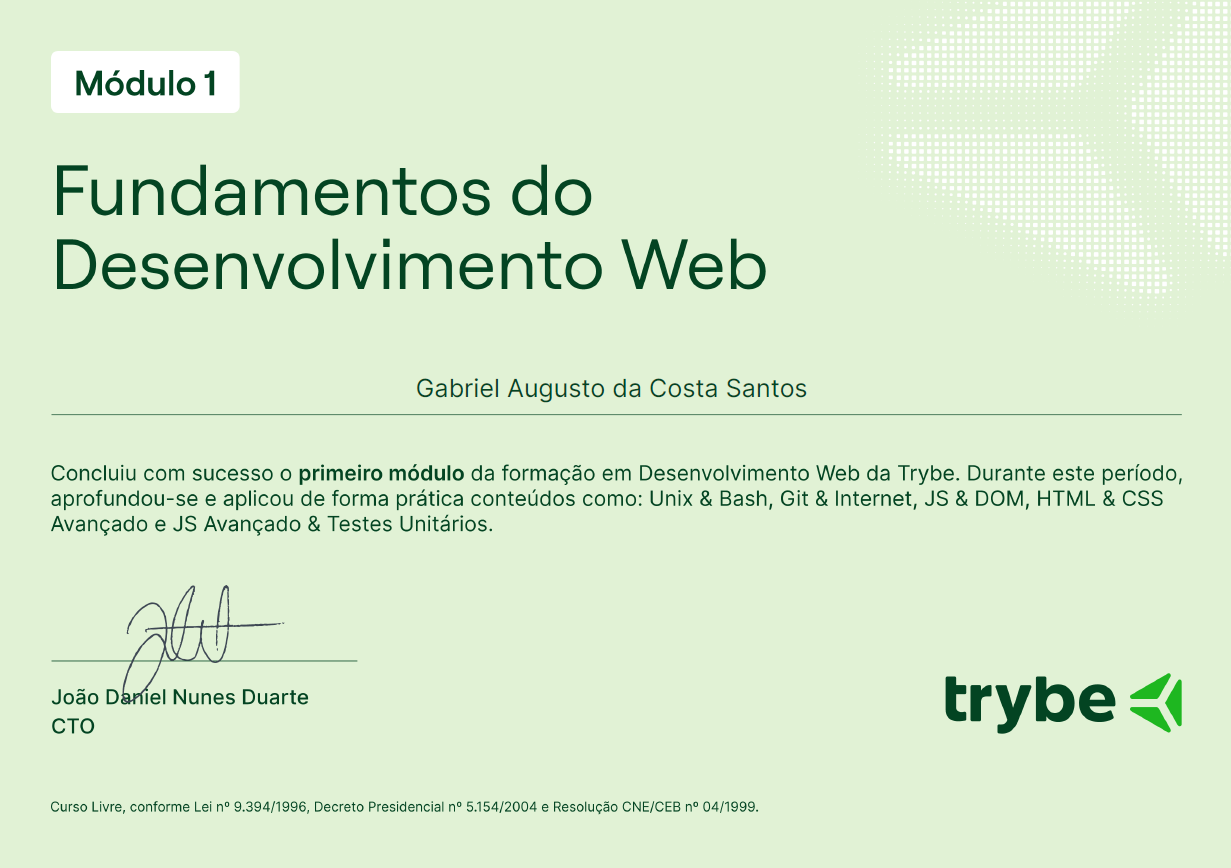 Módulo 1
Fundamentos do
Desenvolvimento Web
Gabriel Augusto da Costa Santos
Concluiu com sucesso o primeiro módulo da formação em Desenvolvimento Web da Trybe. Durante este período,
aprofundou-se e aplicou de forma prática conteúdos como: Unix & Bash, Git & Internet, JS & DOM, HTML & CSS
Avançado e JS Avançado & Testes Unitários.
João Daniel Nunes Duarte
CTO
trybe
Curso Livre, conforme Lei nº 9.394/1996, Decreto Presidencial nº 5.154/2004 e Resolução CNE/CEB nº 04/1999.